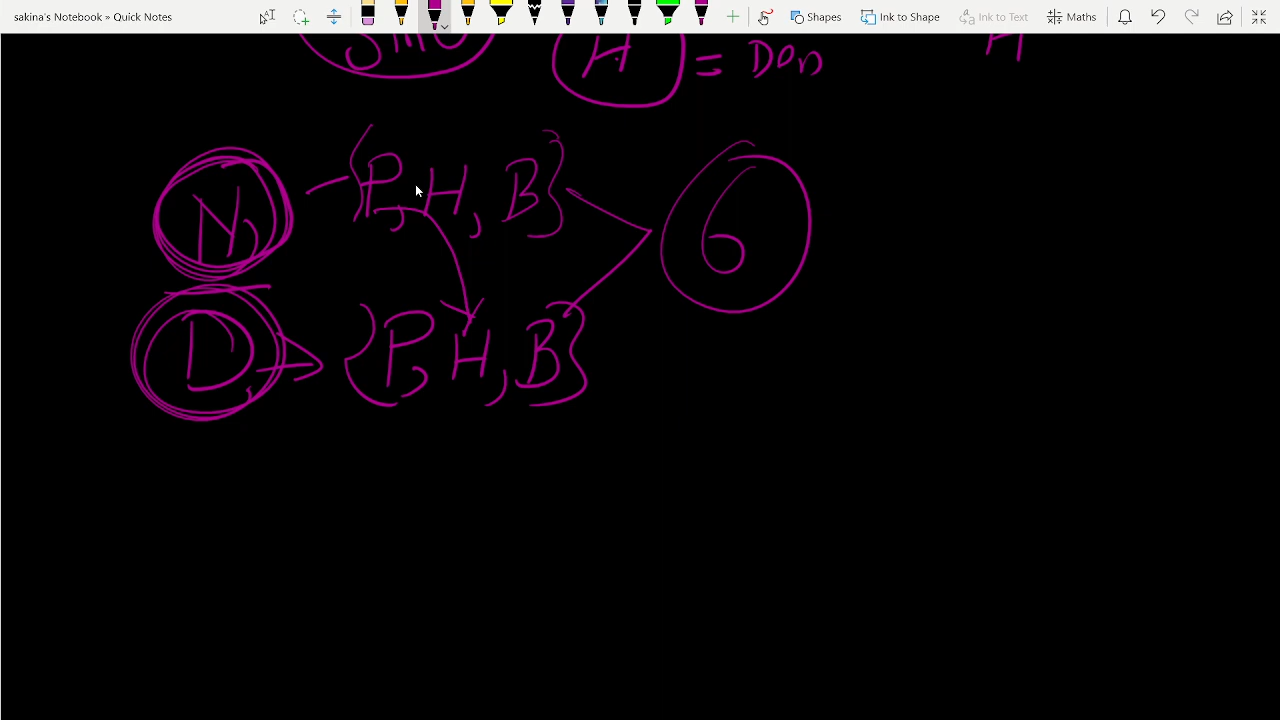 sakina's Notebook » Quick Notes Shapes Ink to Shape Ink to Text Maths
H = Don H
N, {P, H, B} 6
D, {P, H, B}